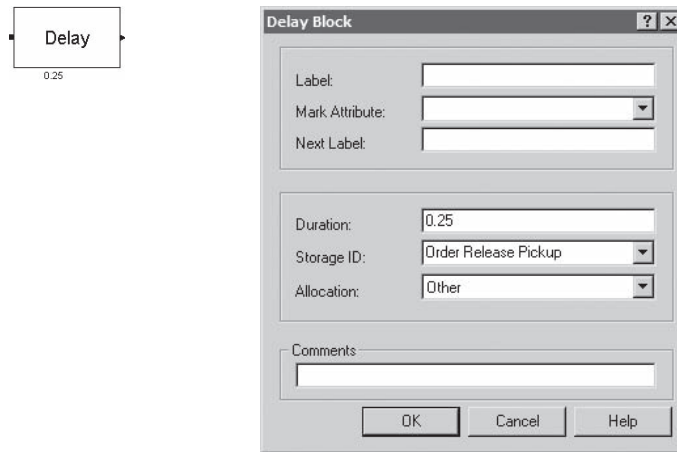 Delay
0.25
Delay Block
? X
Label:
Mark Attribute:
Next Label:
Duration: 0.25
Storage ID: Order Release Pickup
Allocation: Other
Comments
OK Cancel Help